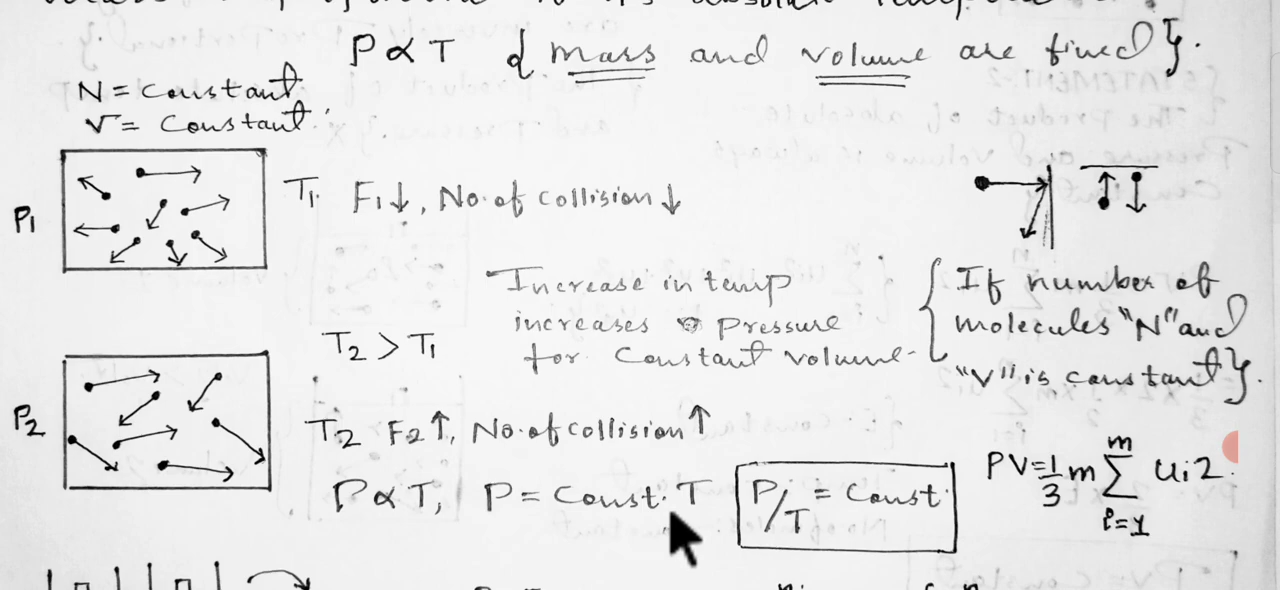 P ∝ T { mass and volume are fixed }.
N = Constant
V = Constant.
P1
T1 F1↓, No. of collision ↓
Increase in temp
increases Pressure
for Constant volume.
{ If number of
molecules "N" and
"V" is constant }.
T2 > T1
P2
T2 F2↑, No. of collision ↑
P ∝ T, P = Const. T
P/T = Const.
PV = 1/3 m m∑i=1 Ui2